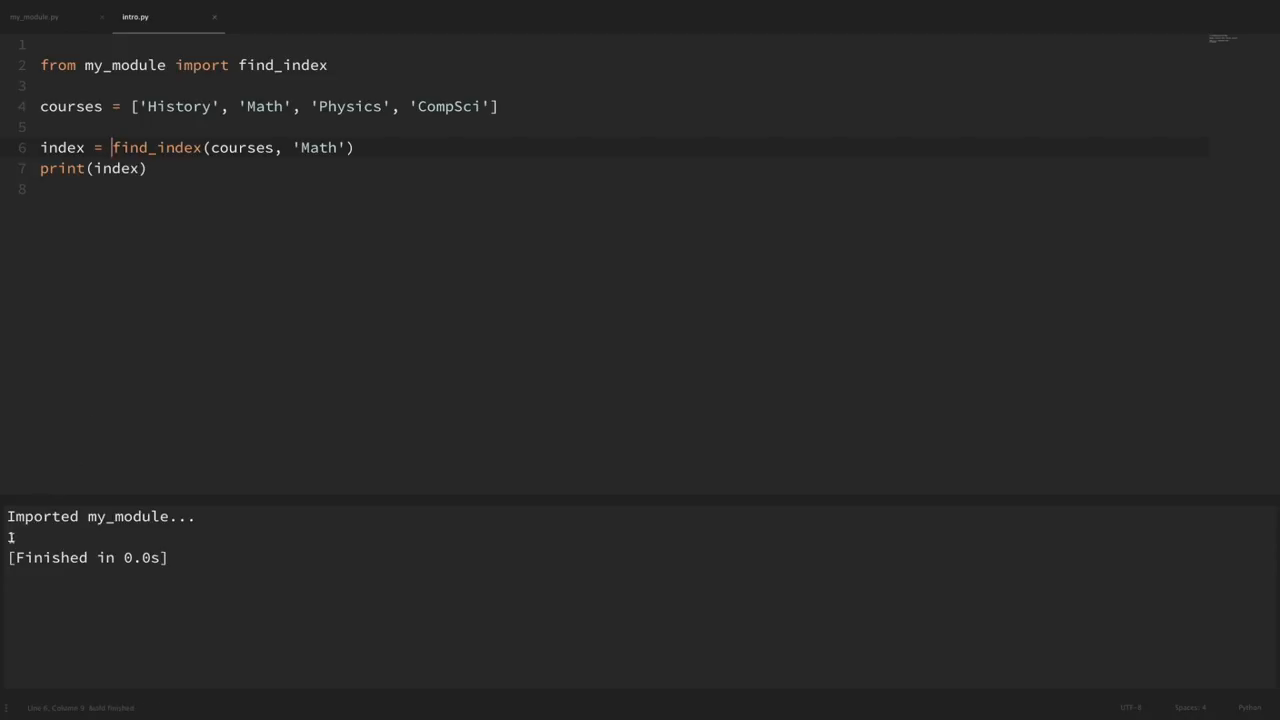 my_module.py × intro.py ×
1
2 from my_module import find_index
3
4 courses = ['History', 'Math', 'Physics', 'CompSci']
5
6 index = find_index(courses, 'Math')
7 print(index)
8
Imported my_module...
1
[Finished in 0.0s]
Line 6, Column 9 Build finished UTF-8 Spaces: 4 Python